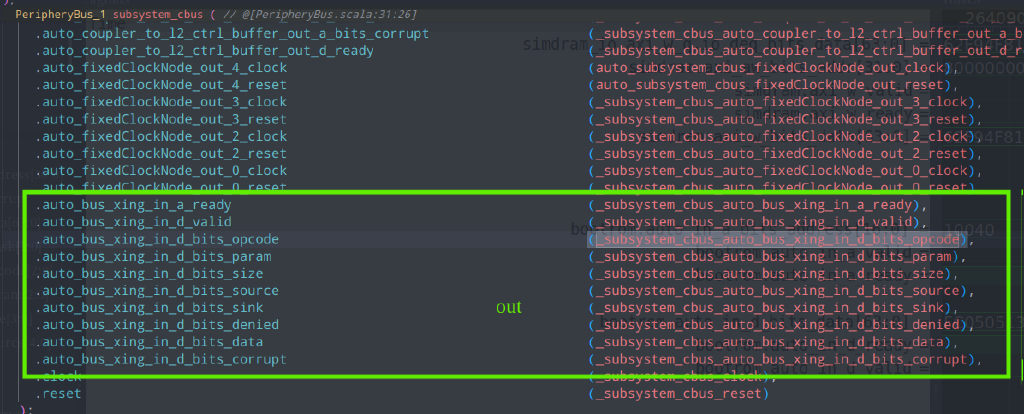 );
PeripheryBus_1 subsystem_cbus ( // @[PeripheryBus.scala:31:26]
.auto_coupler_to_l2_ctrl_buffer_out_a_bits_corrupt (_subsystem_cbus_auto_coupler_to_l2_ctrl_buffer_out_a_b
.auto_coupler_to_l2_ctrl_buffer_out_d_ready (_subsystem_cbus_auto_coupler_to_l2_ctrl_buffer_out_d_r
.auto_fixedClockNode_out_4_clock (auto_subsystem_cbus_fixedClockNode_out_clock),
.auto_fixedClockNode_out_4_reset (auto_subsystem_cbus_fixedClockNode_out_reset),
.auto_fixedClockNode_out_3_clock (_subsystem_cbus_auto_fixedClockNode_out_3_clock),
.auto_fixedClockNode_out_3_reset (_subsystem_cbus_auto_fixedClockNode_out_3_reset),
.auto_fixedClockNode_out_2_clock (_subsystem_cbus_auto_fixedClockNode_out_2_clock),
.auto_fixedClockNode_out_2_reset (_subsystem_cbus_auto_fixedClockNode_out_2_reset),
.auto_fixedClockNode_out_0_clock (_subsystem_cbus_auto_fixedClockNode_out_0_clock),
.auto_fixedClockNode_out_0_reset (_subsystem_cbus_auto_fixedClockNode_out_0_reset),
.auto_bus_xing_in_a_ready (_subsystem_cbus_auto_bus_xing_in_a_ready),
.auto_bus_xing_in_d_valid (_subsystem_cbus_auto_bus_xing_in_d_valid),
.auto_bus_xing_in_d_bits_opcode (_subsystem_cbus_auto_bus_xing_in_d_bits_opcode),
.auto_bus_xing_in_d_bits_param (_subsystem_cbus_auto_bus_xing_in_d_bits_param),
.auto_bus_xing_in_d_bits_size (_subsystem_cbus_auto_bus_xing_in_d_bits_size),
.auto_bus_xing_in_d_bits_source (_subsystem_cbus_auto_bus_xing_in_d_bits_source),
.auto_bus_xing_in_d_bits_sink (_subsystem_cbus_auto_bus_xing_in_d_bits_sink),
out
.auto_bus_xing_in_d_bits_denied (_subsystem_cbus_auto_bus_xing_in_d_bits_denied),
.auto_bus_xing_in_d_bits_data (_subsystem_cbus_auto_bus_xing_in_d_bits_data),
.auto_bus_xing_in_d_bits_corrupt (_subsystem_cbus_auto_bus_xing_in_d_bits_corrupt),
.clock (_subsystem_cbus_clock),
.reset (_subsystem_cbus_reset)
);